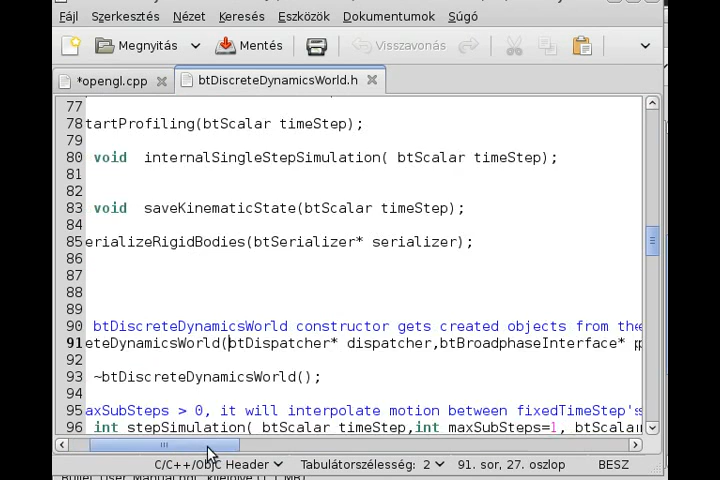 Fájl Szerkesztés Nézet Keresés Eszközök Dokumentumok Súgó
Megnyitás Mentés Visszavonás
*opengl.cpp btDiscreteDynamicsWorld.h
77
78 tartProfiling(btScalar timeStep);
79
80 void internalSingleStepSimulation( btScalar timeStep);
81
82
83 void saveKinematicState(btScalar timeStep);
84
85 erializeRigidBodies(btSerializer* serializer);
86
87
88
89
90 btDiscreteDynamicsWorld constructor gets created objects from the
91 eteDynamicsWorld(btDispatcher* dispatcher,btBroadphaseInterface* p
92
93 ~btDiscreteDynamicsWorld();
94
95 axSubSteps > 0, it will interpolate motion between fixedTimeStep's
96 int stepSimulation( btScalar timeStep,int maxSubSteps=1, btScala
C/C++/ObjC Header Tabulátorszélesség: 2 91. sor, 27. oszlop BESZ